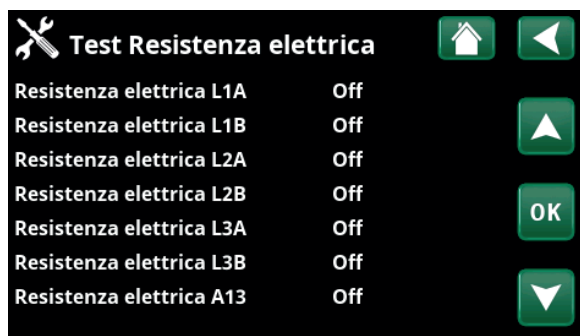 Test Resistenza elettrica
Resistenza elettrica L1A Off
Resistenza elettrica L1B Off
Resistenza elettrica L2A Off
Resistenza elettrica L2B Off
Resistenza elettrica L3A Off
Resistenza elettrica L3B Off
Resistenza elettrica A13 Off
OK